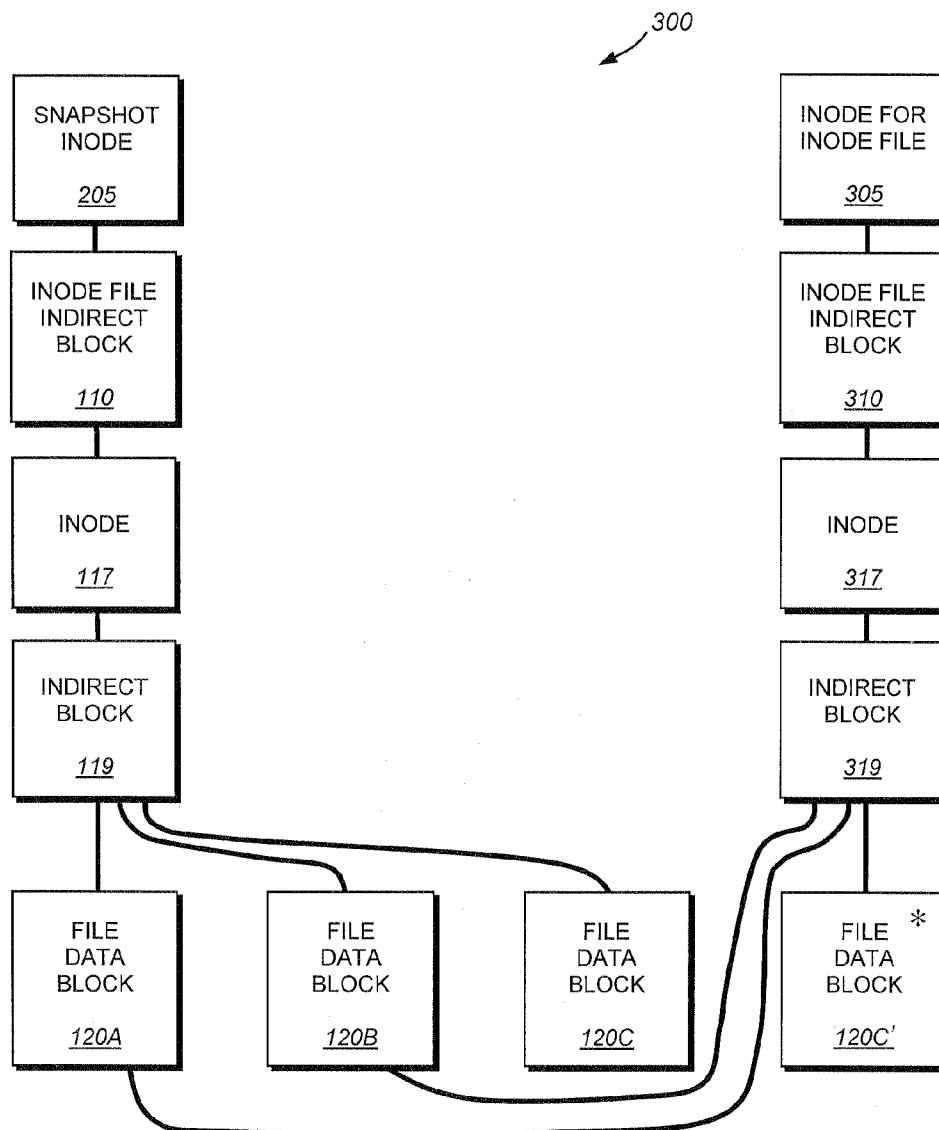 300
SNAPSHOT
INODE
205
INODE FOR
INODE FILE
305
INODE FILE
INDIRECT
BLOCK
110
INODE FILE
INDIRECT
BLOCK
310
INODE
117
INODE
317
INDIRECT
BLOCK
119
INDIRECT
BLOCK
319
FILE
DATA
BLOCK
120A
FILE
DATA
BLOCK
120B
FILE
DATA
BLOCK
120C
FILE *
DATA
BLOCK
120C'